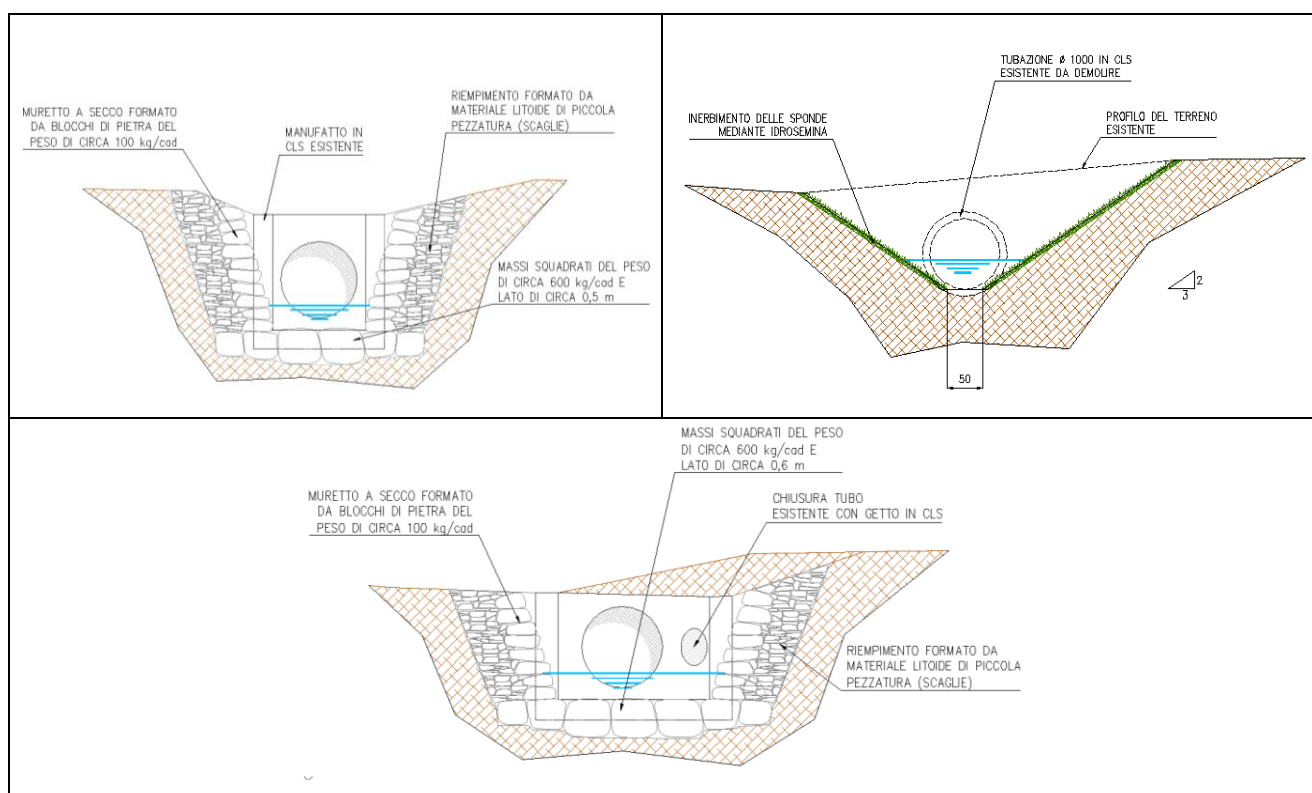 MURETTO A SECCO FORMATO
DA BLOCCHI DI PIETRA DEL
PESO DI CIRCA 100 kg/cad
MANUFATTO IN
CLS ESISTENTE
RIEMPIMENTO FORMATO DA
MATERIALE LITOIDE DI PICCOLA
PEZZATURA (SCAGLIE)
MASSI SQUADRATI DEL PESO
DI CIRCA 600 kg/cad E
LATO DI CIRCA 0,5 m
TUBAZIONE ø 1000 IN CLS
ESISTENTE DA DEMOLIRE
INERBIMENTO DELLE SPONDE
MEDIANTE IDROSEMINA
PROFILO DEL TERRENO
ESISTENTE
2
3
50
MASSI SQUADRATI DEL PESO
DI CIRCA 600 kg/cad E
LATO DI CIRCA 0,6 m
MURETTO A SECCO FORMATO
DA BLOCCHI DI PIETRA DEL
PESO DI CIRCA 100 kg/cad
CHIUSURA TUBO
ESISTENTE CON GETTO IN CLS
RIEMPIMENTO FORMATO DA
MATERIALE LITOIDE DI PICCOLA
PEZZATURA (SCAGLIE)